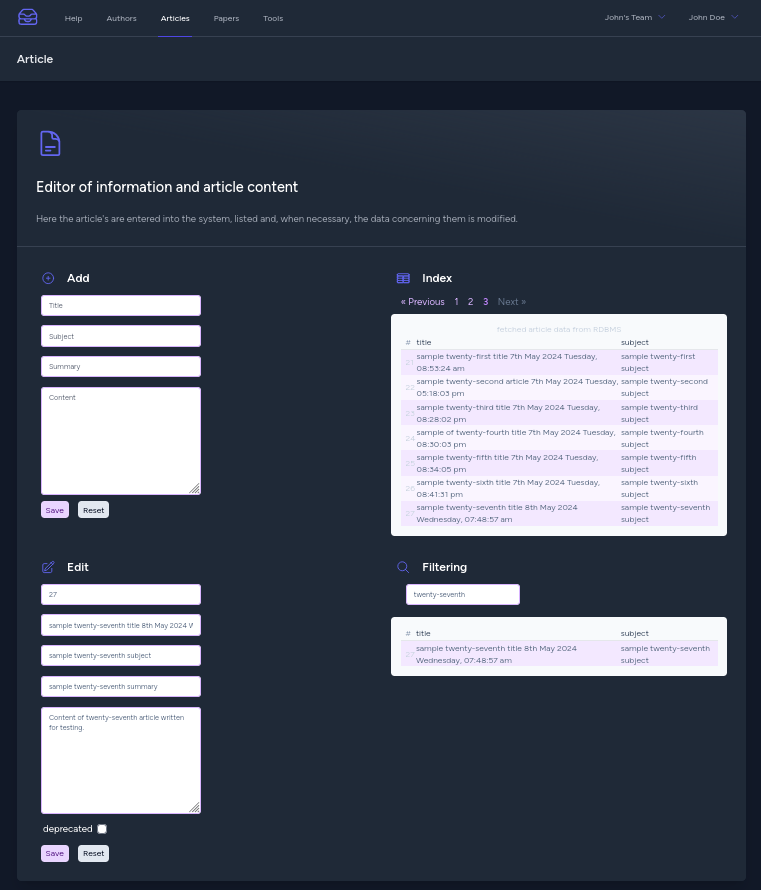 Help Authors Articles Papers Tools John's Team John Doe
Article
Editor of information and article content
Here the article's are entered into the system, listed and, when necessary, the data concerning them is modified.
Add
Title
Subject
Summary
Content
Save Reset
Index
« Previous 1 2 3 Next »
fetched article data from RDBMS
# title subject
21 sample twenty-first title 7th May 2024 Tuesday, sample twenty-first
08:53:24 am subject
22 sample twenty-second article 7th May 2024 Tuesday, sample twenty-second
05:18:03 pm subject
23 sample twenty-third title 7th May 2024 Tuesday, sample twenty-third
08:28:02 pm subject
24 sample of twenty-fourth title 7th May 2024 Tuesday, sample twenty-fourth
08:30:03 pm subject
25 sample twenty-fifth title 7th May 2024 Tuesday, sample twenty-fifth
08:34:05 pm subject
26 sample twenty-sixth title 7th May 2024 Tuesday, sample twenty-sixth
08:41:31 pm subject
27 sample twenty-seventh title 8th May 2024 sample twenty-seventh
Wednesday, 07:48:57 am subject
Edit
27
sample twenty-seventh title 8th May 2024 W
sample twenty-seventh subject
sample twenty-seventh summary
Content of twenty-seventh article written
for testing.
deprecated
Save Reset
Filtering
twenty-seventh
# title subject
27 sample twenty-seventh title 8th May 2024 sample twenty-seventh
Wednesday, 07:48:57 am subject